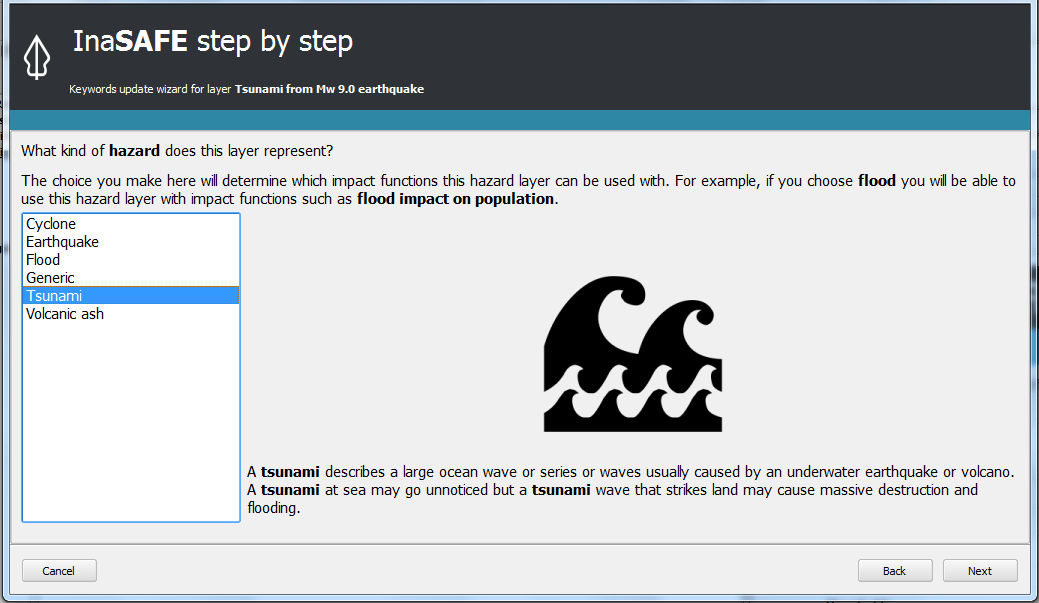 InaSAFE step by step
Keywords update wizard for layer Tsunami from Mw 9.0 earthquake
What kind of hazard does this layer represent?
The choice you make here will determine which impact functions this hazard layer can be used with. For example, if you choose flood you will be able to
use this hazard layer with impact functions such as flood impact on population.
Cyclone
Earthquake
Flood
Generic
Tsunami
Volcanic ash
A tsunami describes a large ocean wave or series or waves usually caused by an underwater earthquake or volcano.
A tsunami at sea may go unnoticed but a tsunami wave that strikes land may cause massive destruction and
flooding.
Cancel
Back
Next